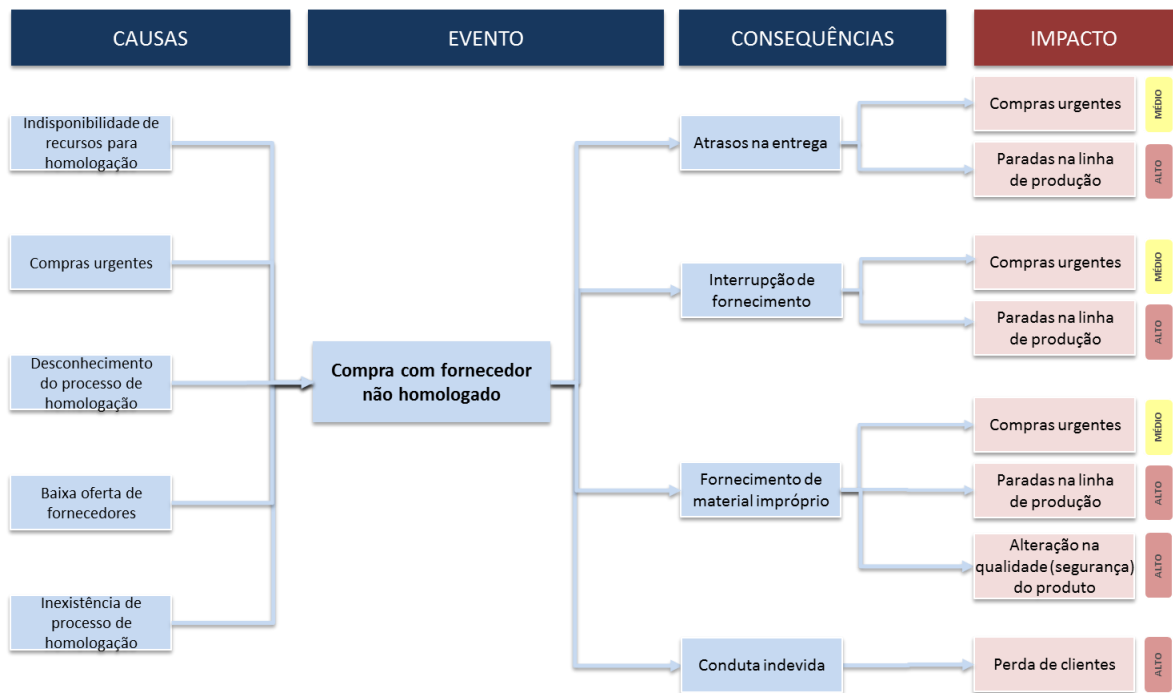 CAUSAS
EVENTO
CONSEQUÊNCIAS
IMPACTO
Indisponibilidade de
recursos para
homologação
Compras urgentes
Desconhecimento
do processo de
homologação
Baixa oferta de
fornecedores
Inexistência de
processo de
homologação
Compra com fornecedor
não homologado
Atrasos na entrega
Compras urgentes
MÉDIO
Paradas na linha
de produção
ALTO
Interrupção de
fornecimento
Compras urgentes
MÉDIO
Paradas na linha
de produção
ALTO
Fornecimento de
material impróprio
Compras urgentes
MÉDIO
Paradas na linha
de produção
ALTO
Alteração na
qualidade (segurança)
do produto
ALTO
Conduta indevida
Perda de clientes
ALTO